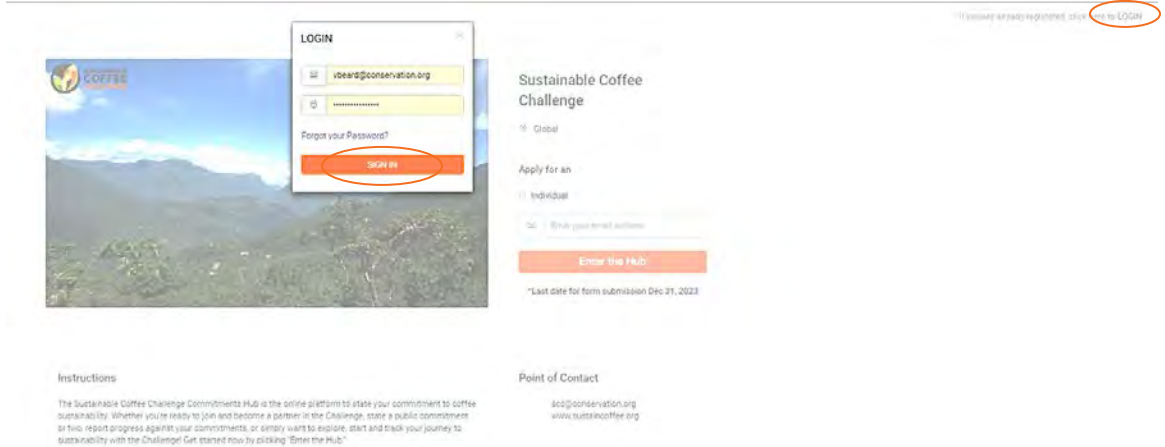 If you are already registered, click here to LOGIN
LOGIN
vbeard@conservation.org
Forgot your Password?
SIGN IN
COFFEE
Sustainable Coffee
Challenge
Global
Apply for an
Individual
Enter your email address
Enter the Hub
*Last date for form submission Dec 31, 2023
Instructions
The Sustainable Coffee Challenge Commitments Hub is the online platform to state your commitment to coffee
sustainability. Whether you're ready to join and become a partner in the Challenge, state a public commitment
or two, report progress against your commitments, or simply want to explore, start and track your journey to
sustainability with the Challenge! Get started now by clicking "Enter the Hub."
Point of Contact
scc@conservation.org
www.sustaincoffee.org